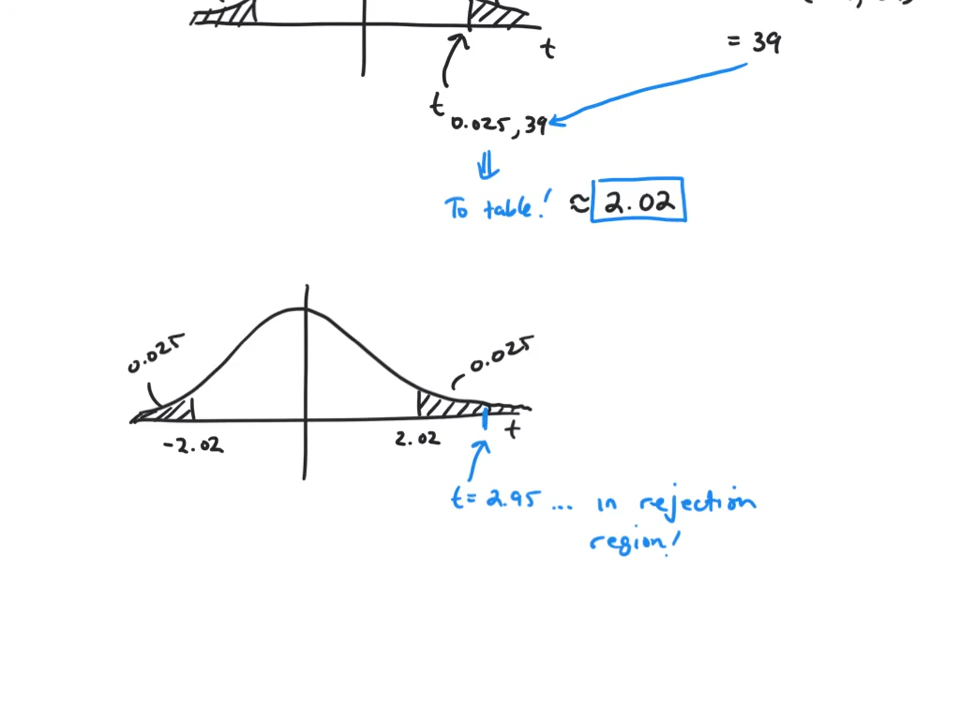 t
= 39
t 0.025, 39
To table! ≈ 2.02
0.025
0.025
-2.02
2.02
t
t = 2.95 ... in rejection
region!